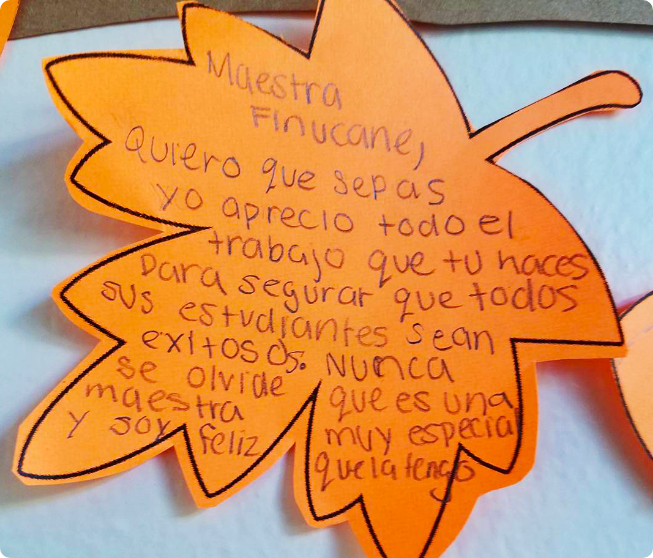 Maestra
Finucane,
Quiero que sepas
yo aprecio todo el
trabajo que tu haces
para segurar que todos
sus estudiantes sean
exitosos. Nunca
se olvide que es una
maestra muy especial
y soy feliz que la tengo